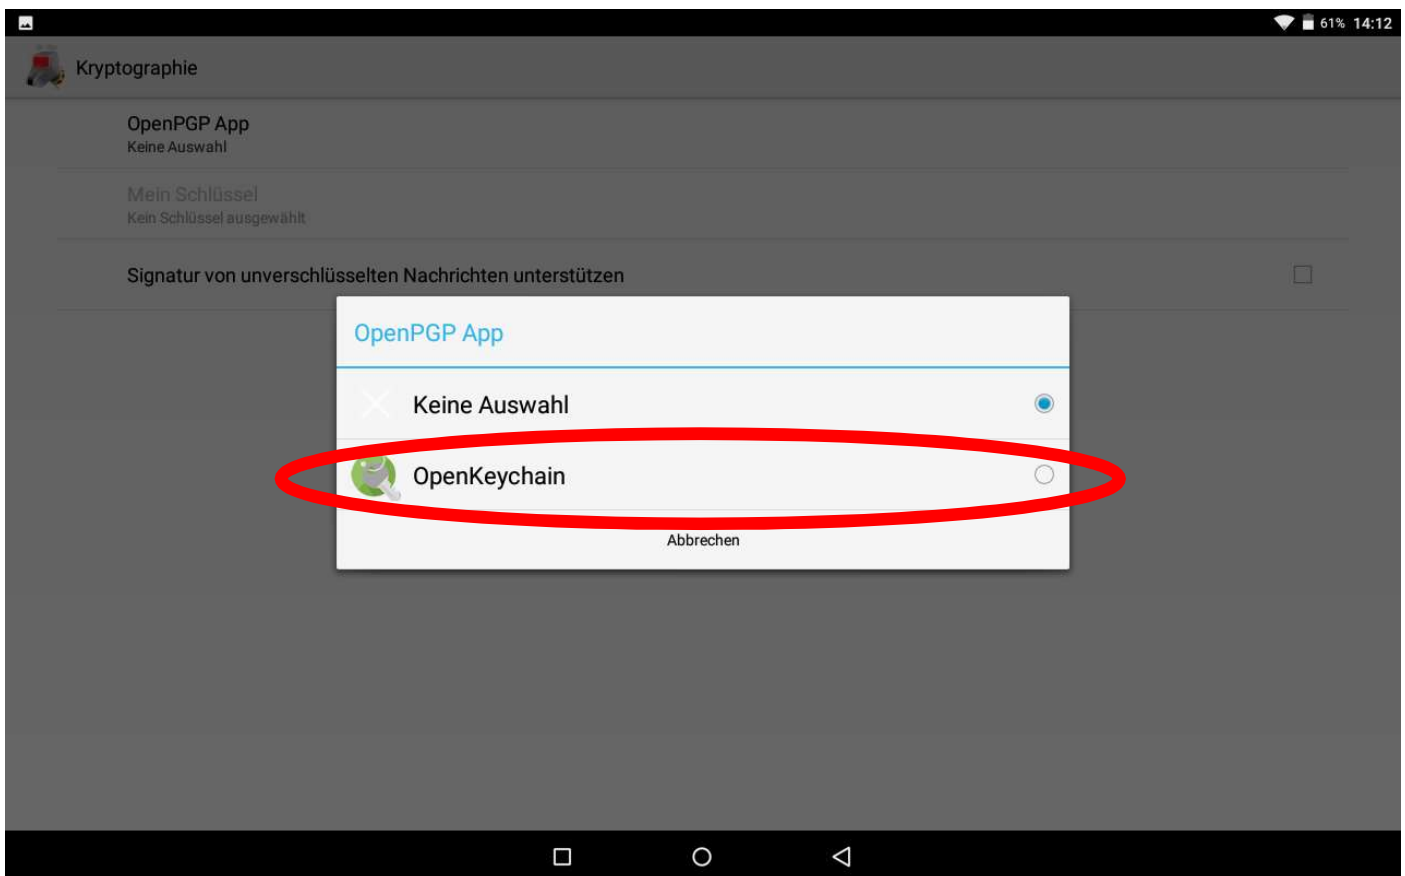 61% 14:12
Kryptographie
OpenPGP App
Keine Auswahl
Mein Schlüssel
Kein Schlüssel ausgewählt
Signatur von unverschlüsselten Nachrichten unterstützen
OpenPGP App
Keine Auswahl
OpenKeychain
Abbrechen